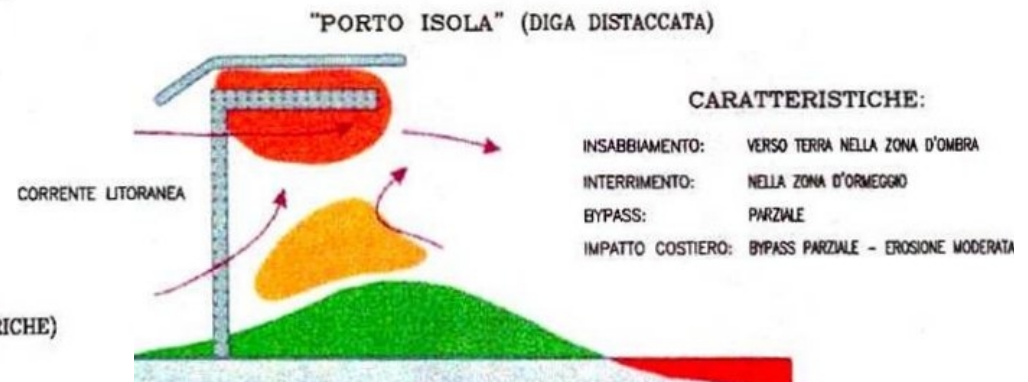 "PORTO ISOLA" (DIGA DISTACCATA)
CARATTERISTICHE:
INSABBIAMENTO: VERSO TERRA NELLA ZONA D'OMBRA
CORRENTE LITORANEA
INTERRIMENTO: NELLA ZONA D'ORMEGGIO
BYPASS: PARZIALE
IMPATTO COSTIERO: BYPASS PARZIALE - EROSIONE MODERATA
RICHE)